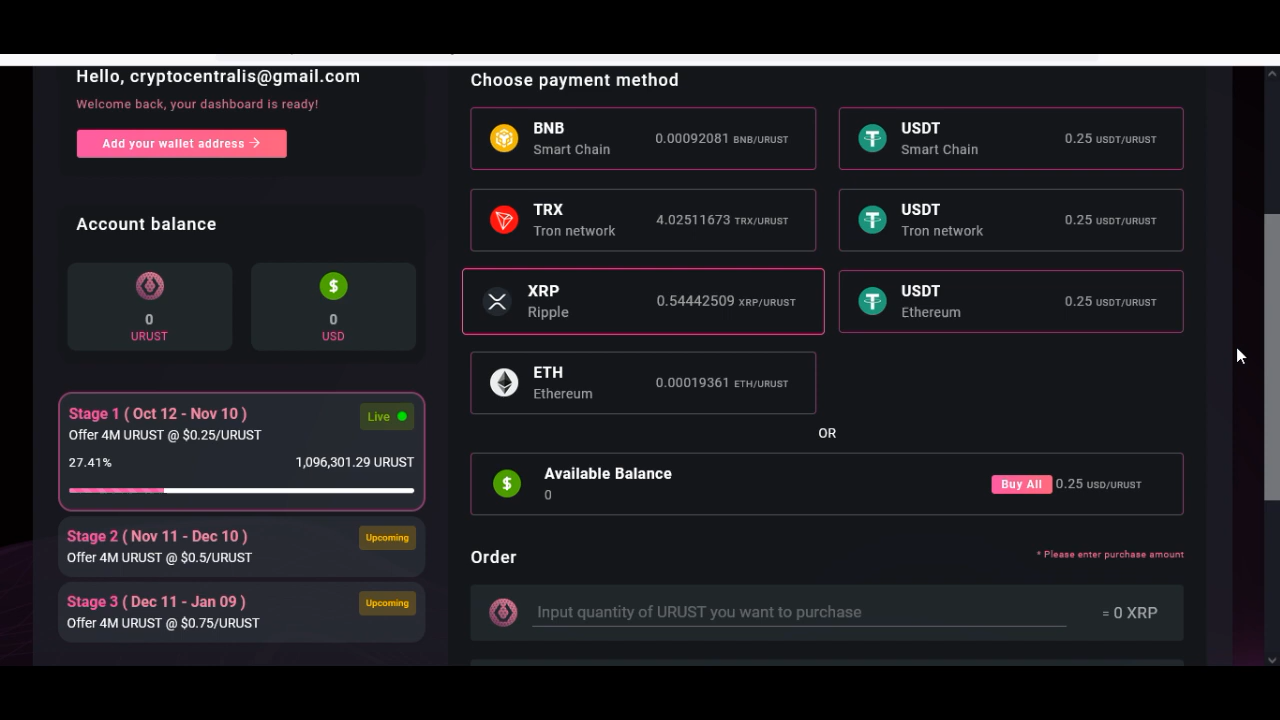 Hello, cryptocentralis@gmail.com
Welcome back, your dashboard is ready!
Add your wallet address →
Account balance
0
URUST
0
USD
Stage 1 ( Oct 12 - Nov 10 )
Live
Offer 4M URUST @ $0.25/URUST
27.41% 1,096,301.29 URUST
Stage 2 ( Nov 11 - Dec 10 )
Upcoming
Offer 4M URUST @ $0.5/URUST
Stage 3 ( Dec 11 - Jan 09 )
Upcoming
Offer 4M URUST @ $0.75/URUST
Choose payment method
BNB
Smart Chain
0.00092081 BNB/URUST
USDT
Smart Chain
0.25 USDT/URUST
TRX
Tron network
4.02511673 TRX/URUST
USDT
Tron network
0.25 USDT/URUST
XRP
Ripple
0.54442509 XRP/URUST
USDT
Ethereum
0.25 USDT/URUST
ETH
Ethereum
0.00019361 ETH/URUST
OR
Available Balance
0
Buy All 0.25 USD/URUST
Order
* Please enter purchase amount
Input quantity of URUST you want to purchase
= 0 XRP